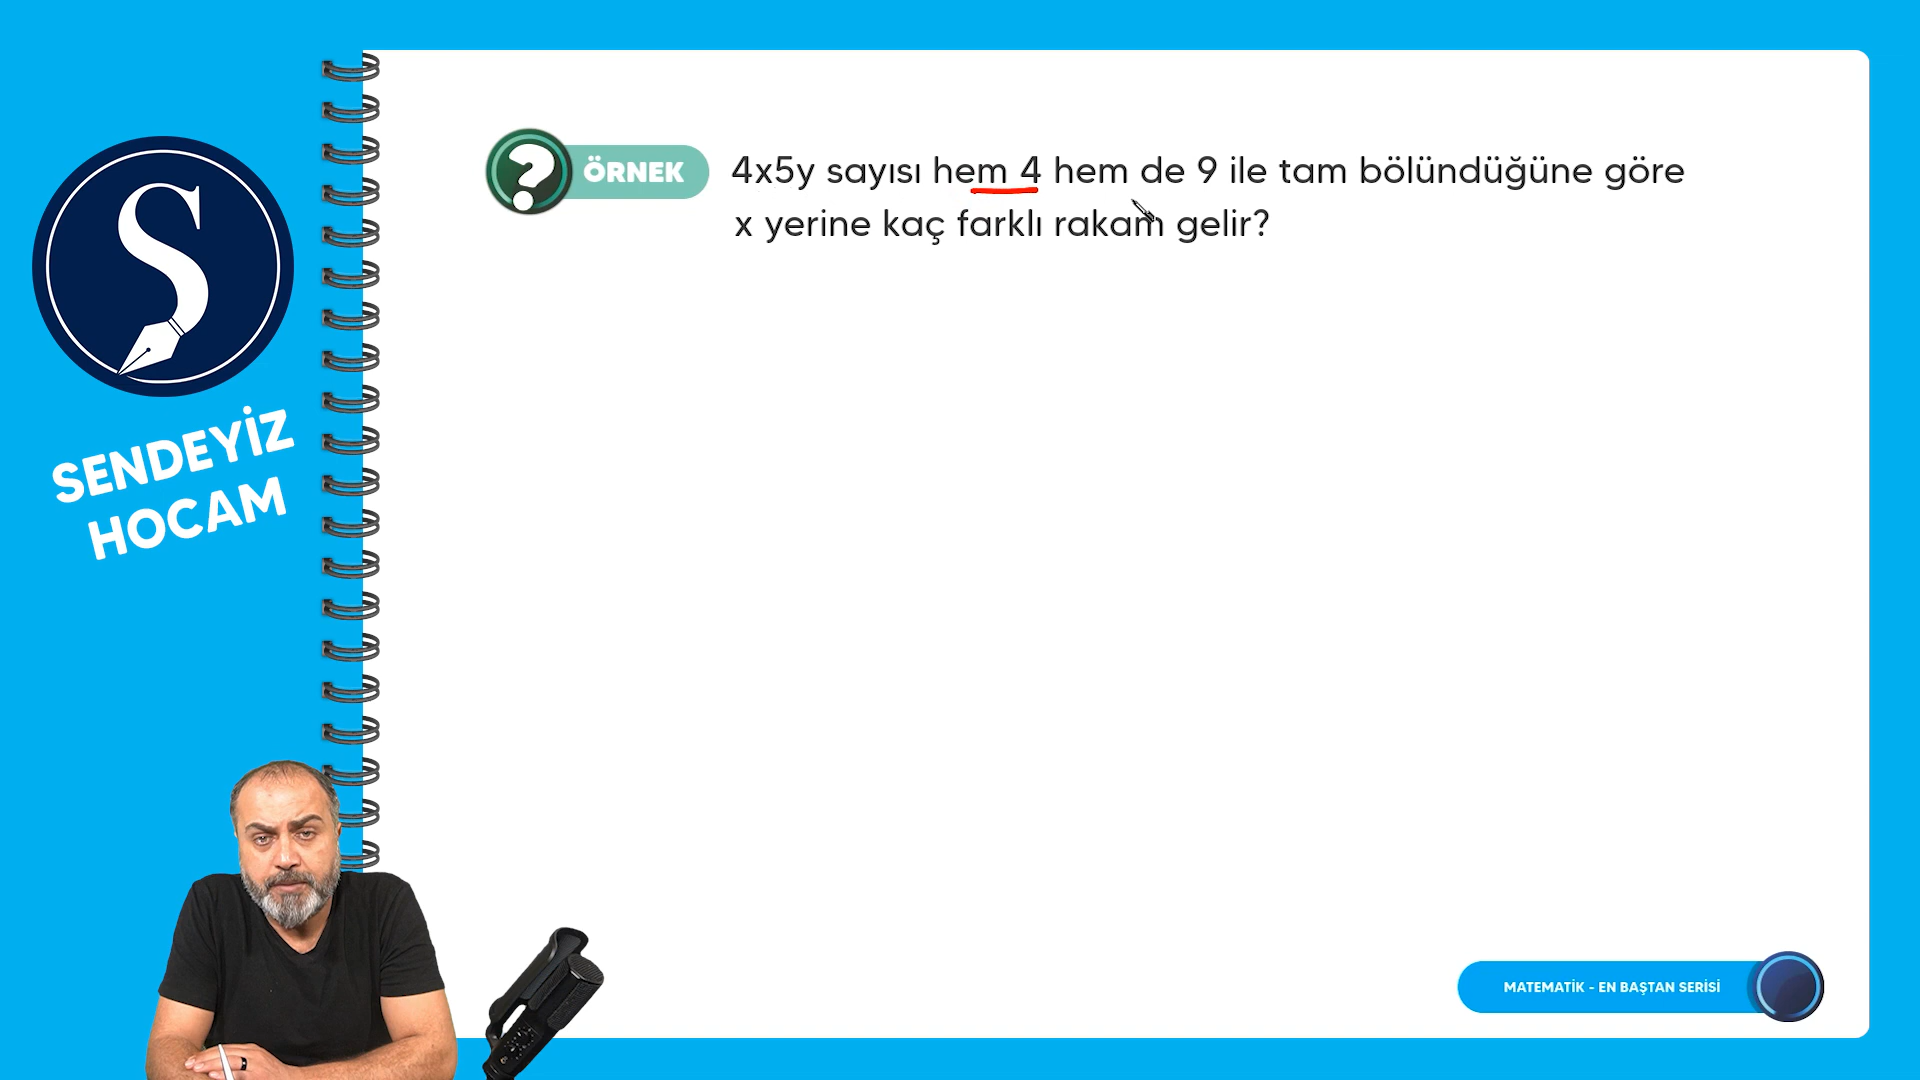 SENDEYİZ
HOCAM
ÖRNEK
4x5y sayısı hem 4 hem de 9 ile tam bölündüğüne göre
x yerine kaç farklı rakam gelir?
MATEMATİK - EN BAŞTAN SERİSİ